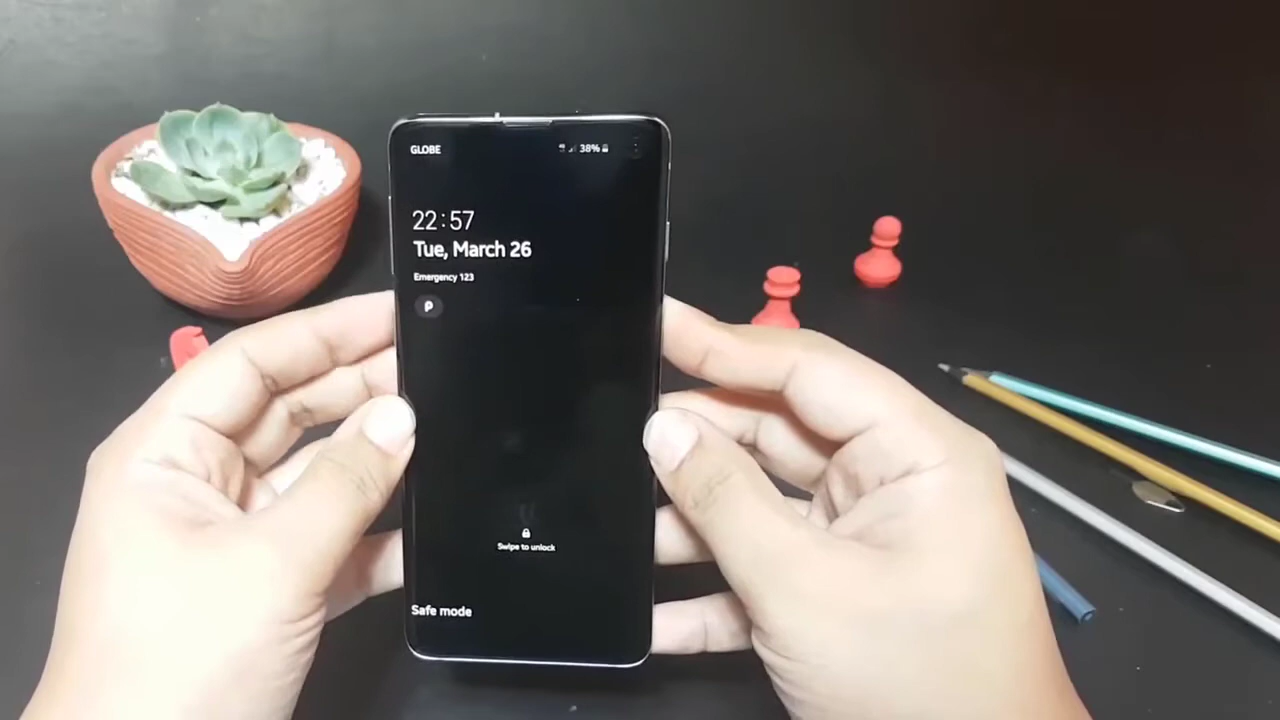 GLOBE 38%
22:57
Tue, March 26
Emergency 123
P
Swipe to unlock
Safe mode